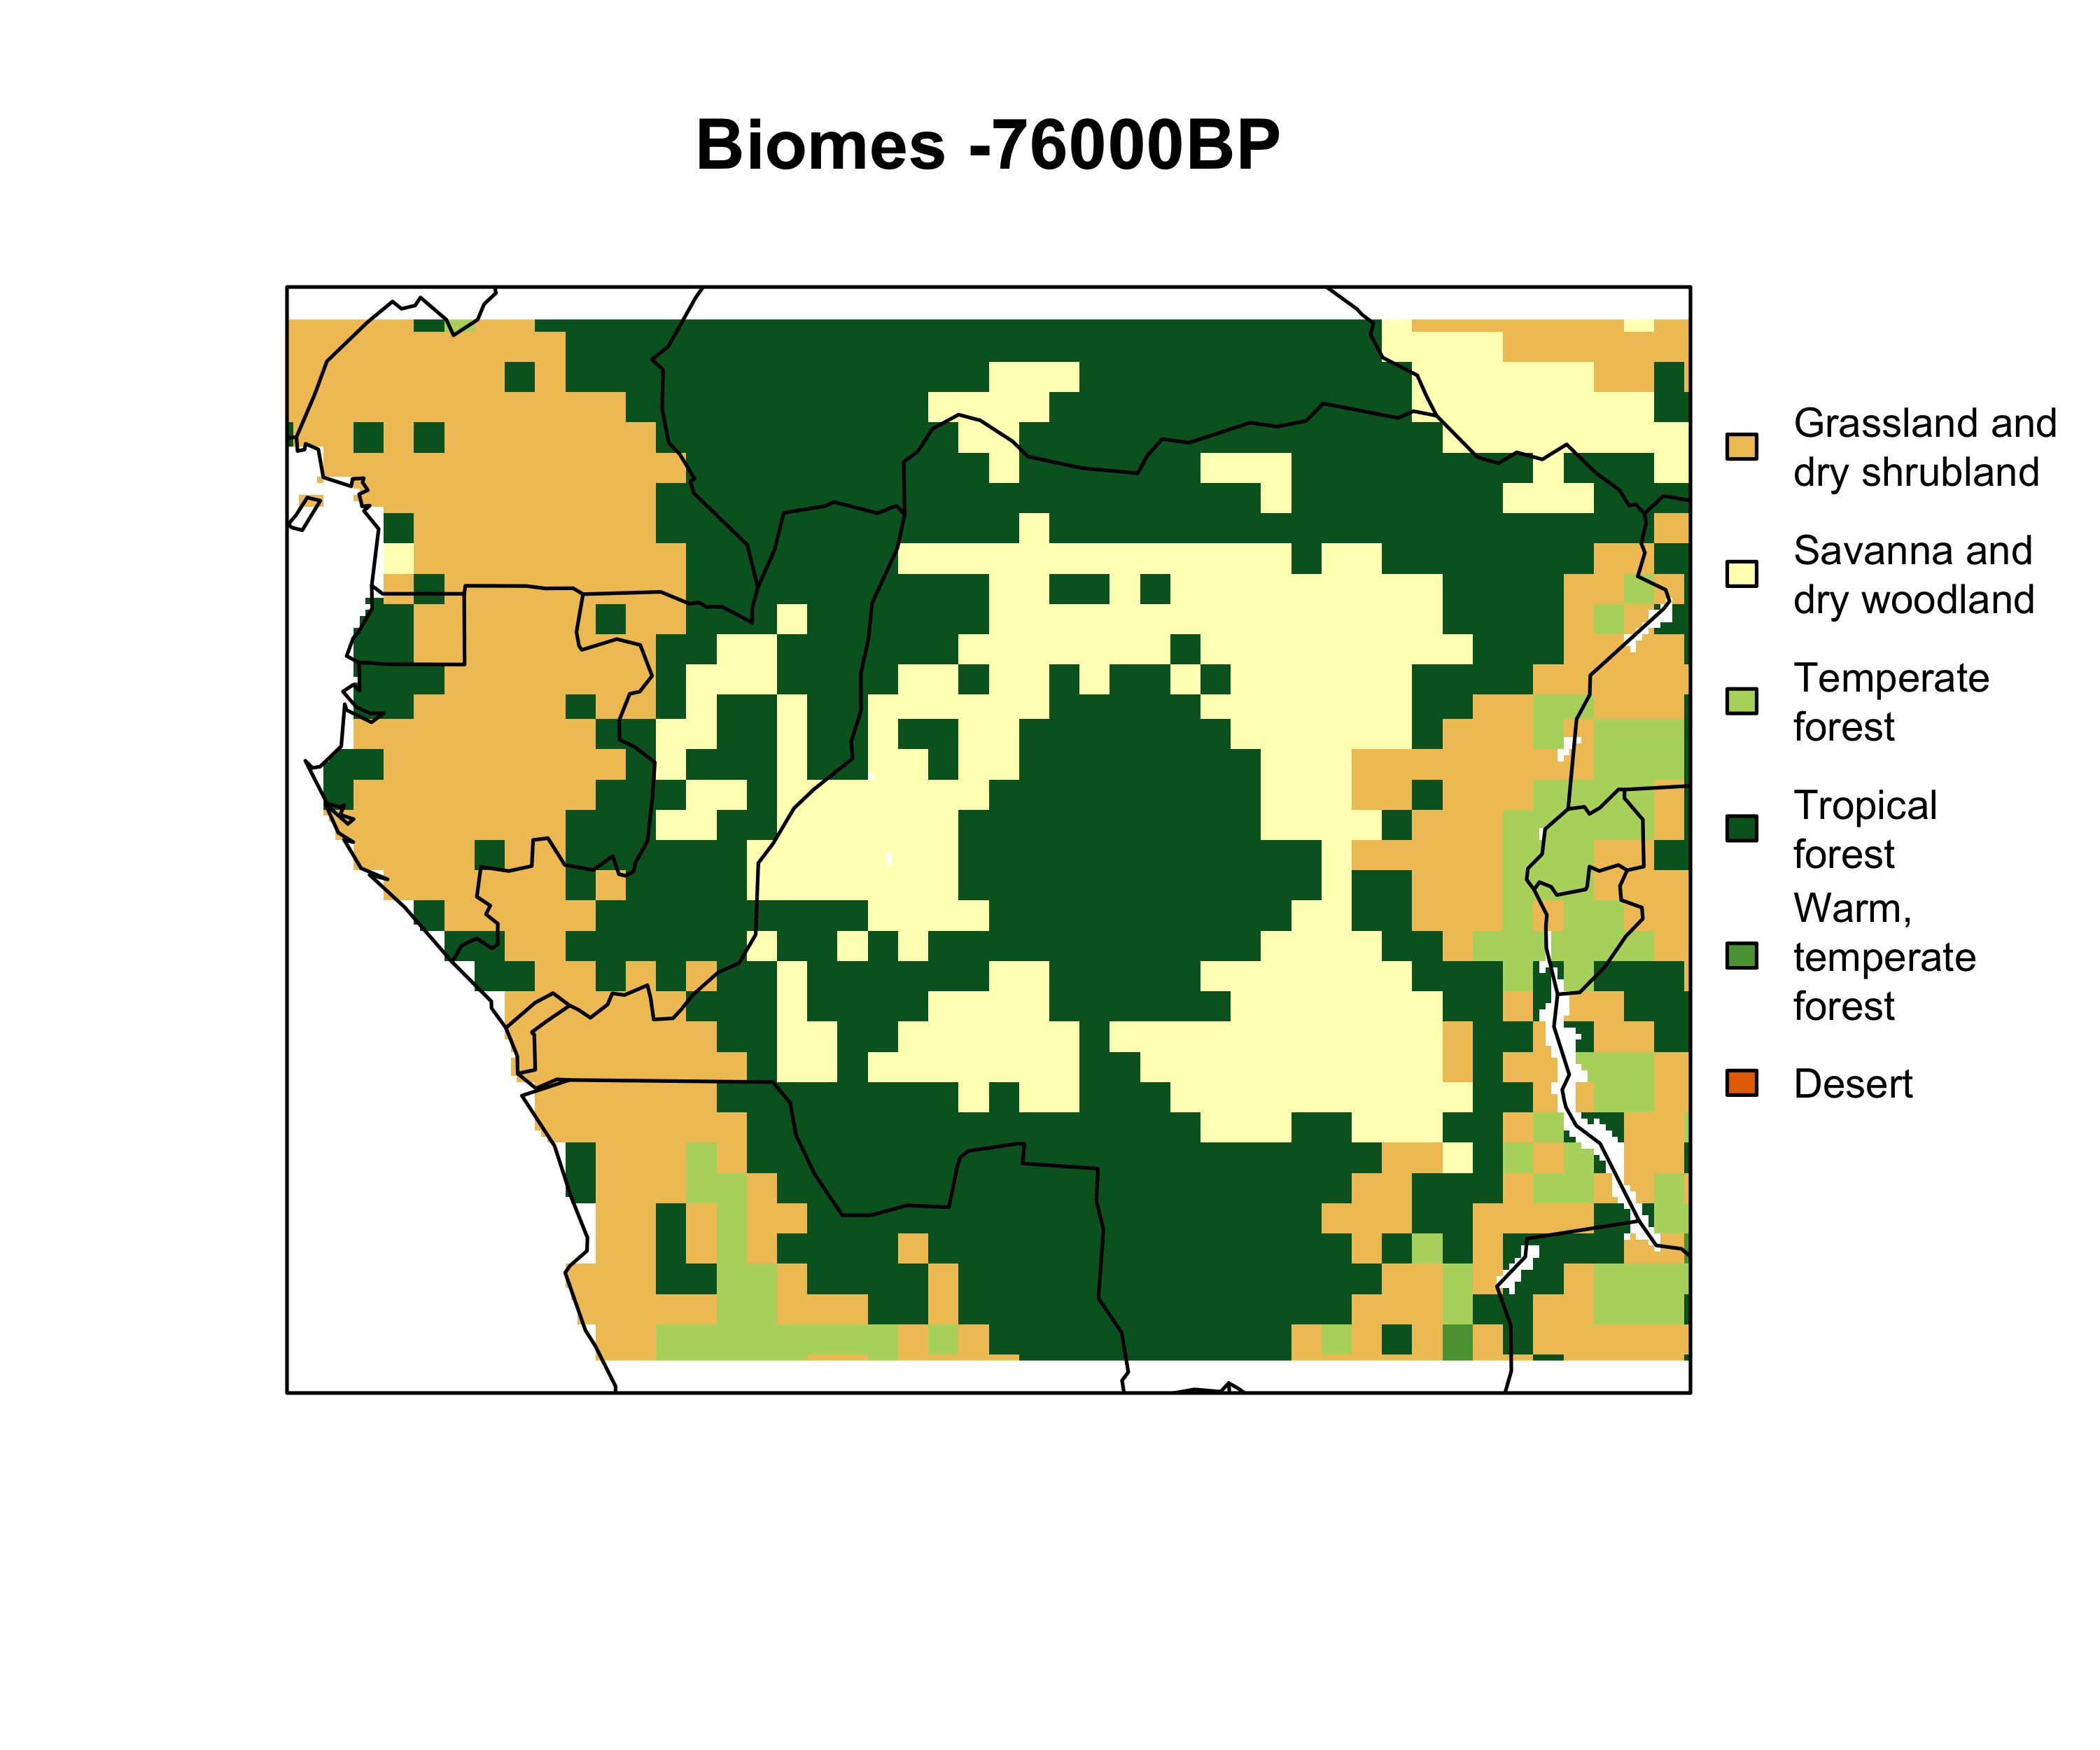 Biomes -76000BP
Grassland and
dry shrubland
Savanna and
dry woodland
Temperate
forest
Tropical
forest
Warm,
temperate
forest
Desert